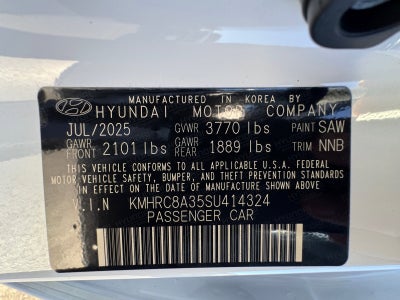 MANUFACTURED IN KOREA BY
HYUNDAI MOTOR COMPANY
JUL/2025 GVWR 3770 lbs PAINT SAW
GAWR FRONT 2101 lbs GAWR REAR 1889 lbs TRIM NNB
THIS VEHICLE CONFORMS TO ALL APPLICABLE U.S.A. FEDERAL
MOTOR-VEHICLE SAFETY, BUMPER, AND THEFT PREVENTION
STANDARDS IN EFFECT ON THE DATE OF MANUFACTURE SHOWN ABOVE.
V.I.N KMHRC8A35SU414324
PASSENGER CAR